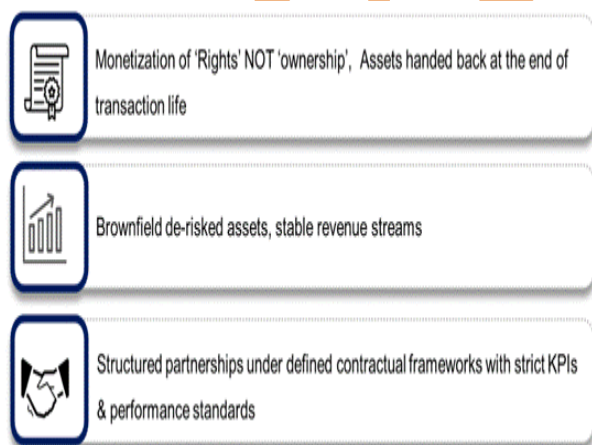 Monetization of 'Rights' NOT 'ownership', Assets handed back at the end of
transaction life
Brownfield de-risked assets, stable revenue streams
Structured partnerships under defined contractual frameworks with strict KPIs
& performance standards